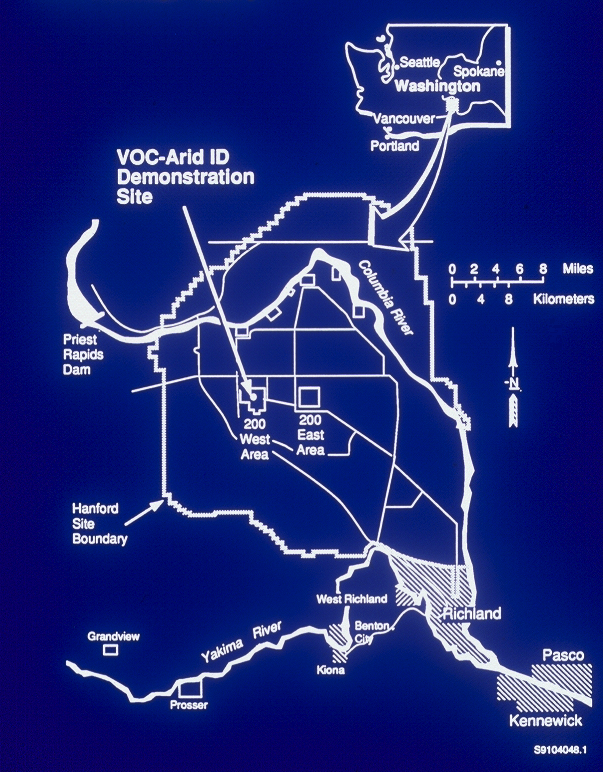 Seattle
Spokane
Washington
Vancouver
Portland
VOC-Arid ID
Demonstration
Site
Columbia River
0 2 4 6 8 Miles
0 4 8 Kilometers
Priest
Rapids
Dam
N
200
West
Area
200
East
Area
Hanford
Site
Boundary
West Richland
Richland
Grandview
Yakima River
Benton
City
Kiona
Prosser
Pasco
Kennewick
S9104048.1